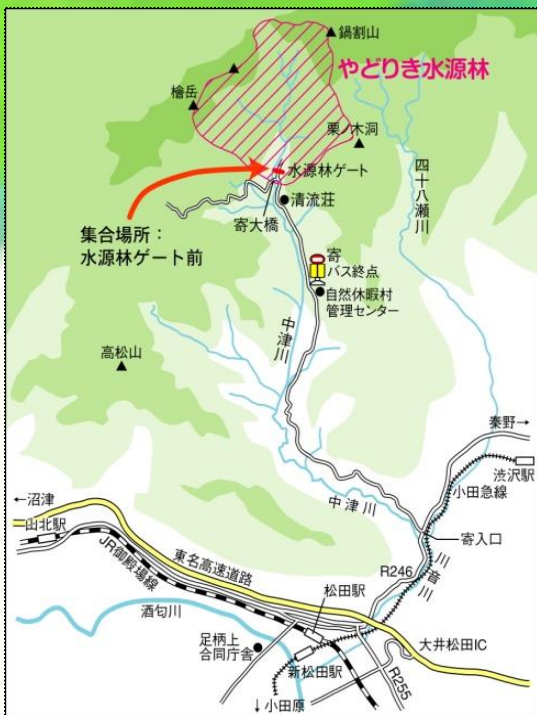 鍋割山
やどりき水源林
檜岳
栗ノ木洞
水源林ゲート
清流荘
寄大橋
四十八瀬川
集合場所：
水源林ゲート前
寄
バス終点
自然休暇村
管理センター
中津川
高松山
秦野→
渋沢駅
小田急線
←沼津
山北駅
中津川
寄入口
東名高速道路
JR御殿場線
R246
川音川
松田駅
酒匂川
足柄上
合同庁舎
大井松田IC
新松田駅
R255
↓小田原